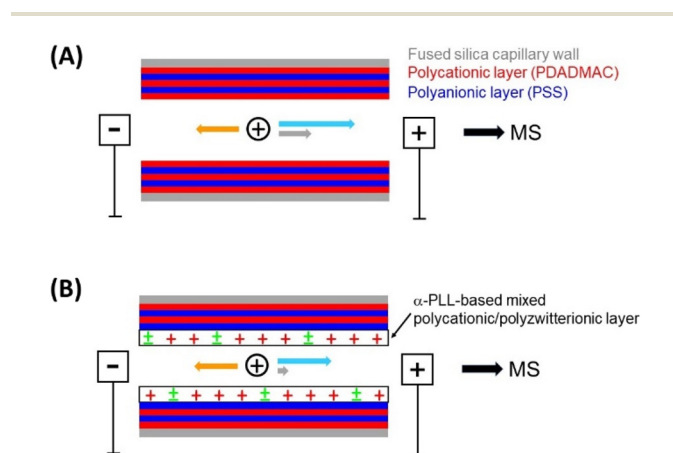 (A)
Fused silica capillary wall
Polycationic layer (PDADMAC)
Polyanionic layer (PSS)
- + + MS
(B)
α-PLL-based mixed
polycationic/polyzwitterionic layer
± + + ± + + + ± + + +
- + + MS
+ ± + + + ± + + + ± +